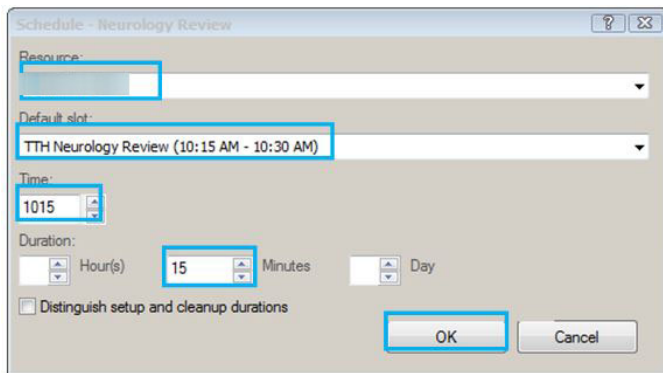 Schedule - Neurology Review
Resource:
Default slot:
TTH Neurology Review (10:15 AM - 10:30 AM)
Time:
1015
Duration:
Hour(s) 15 Minutes Day
Distinguish setup and cleanup durations
OK Cancel